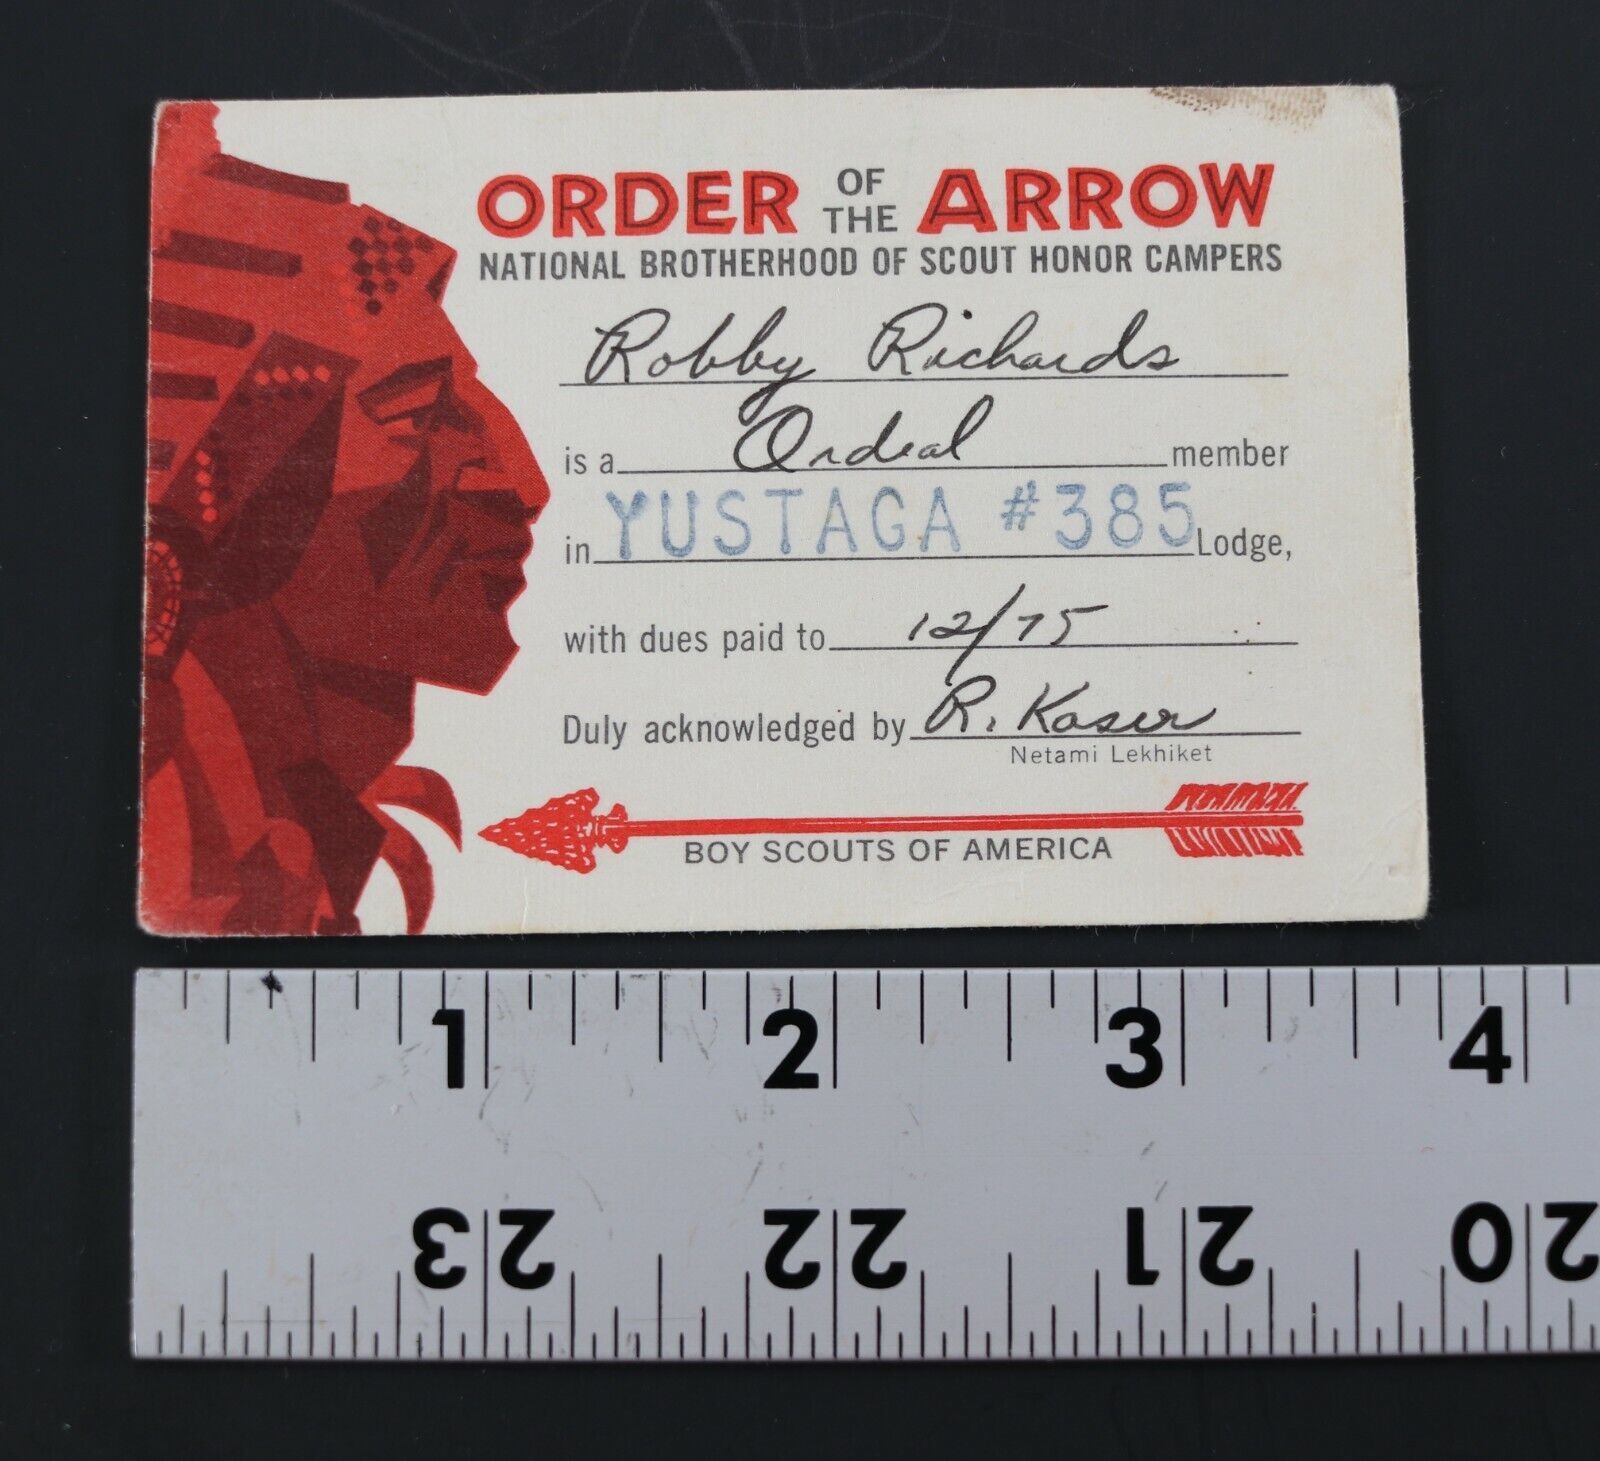 ORDER OF THE ARROW
NATIONAL BROTHERHOOD OF SCOUT HONOR CAMPERS
Robby Richards
is a Ordeal member
in YUSTAGA #385 Lodge,
with dues paid to 12/75
Duly acknowledged by R. Kaser
Netami Lekhiket
BOY SCOUTS OF AMERICA
1 2 3 4
23 22 21 20